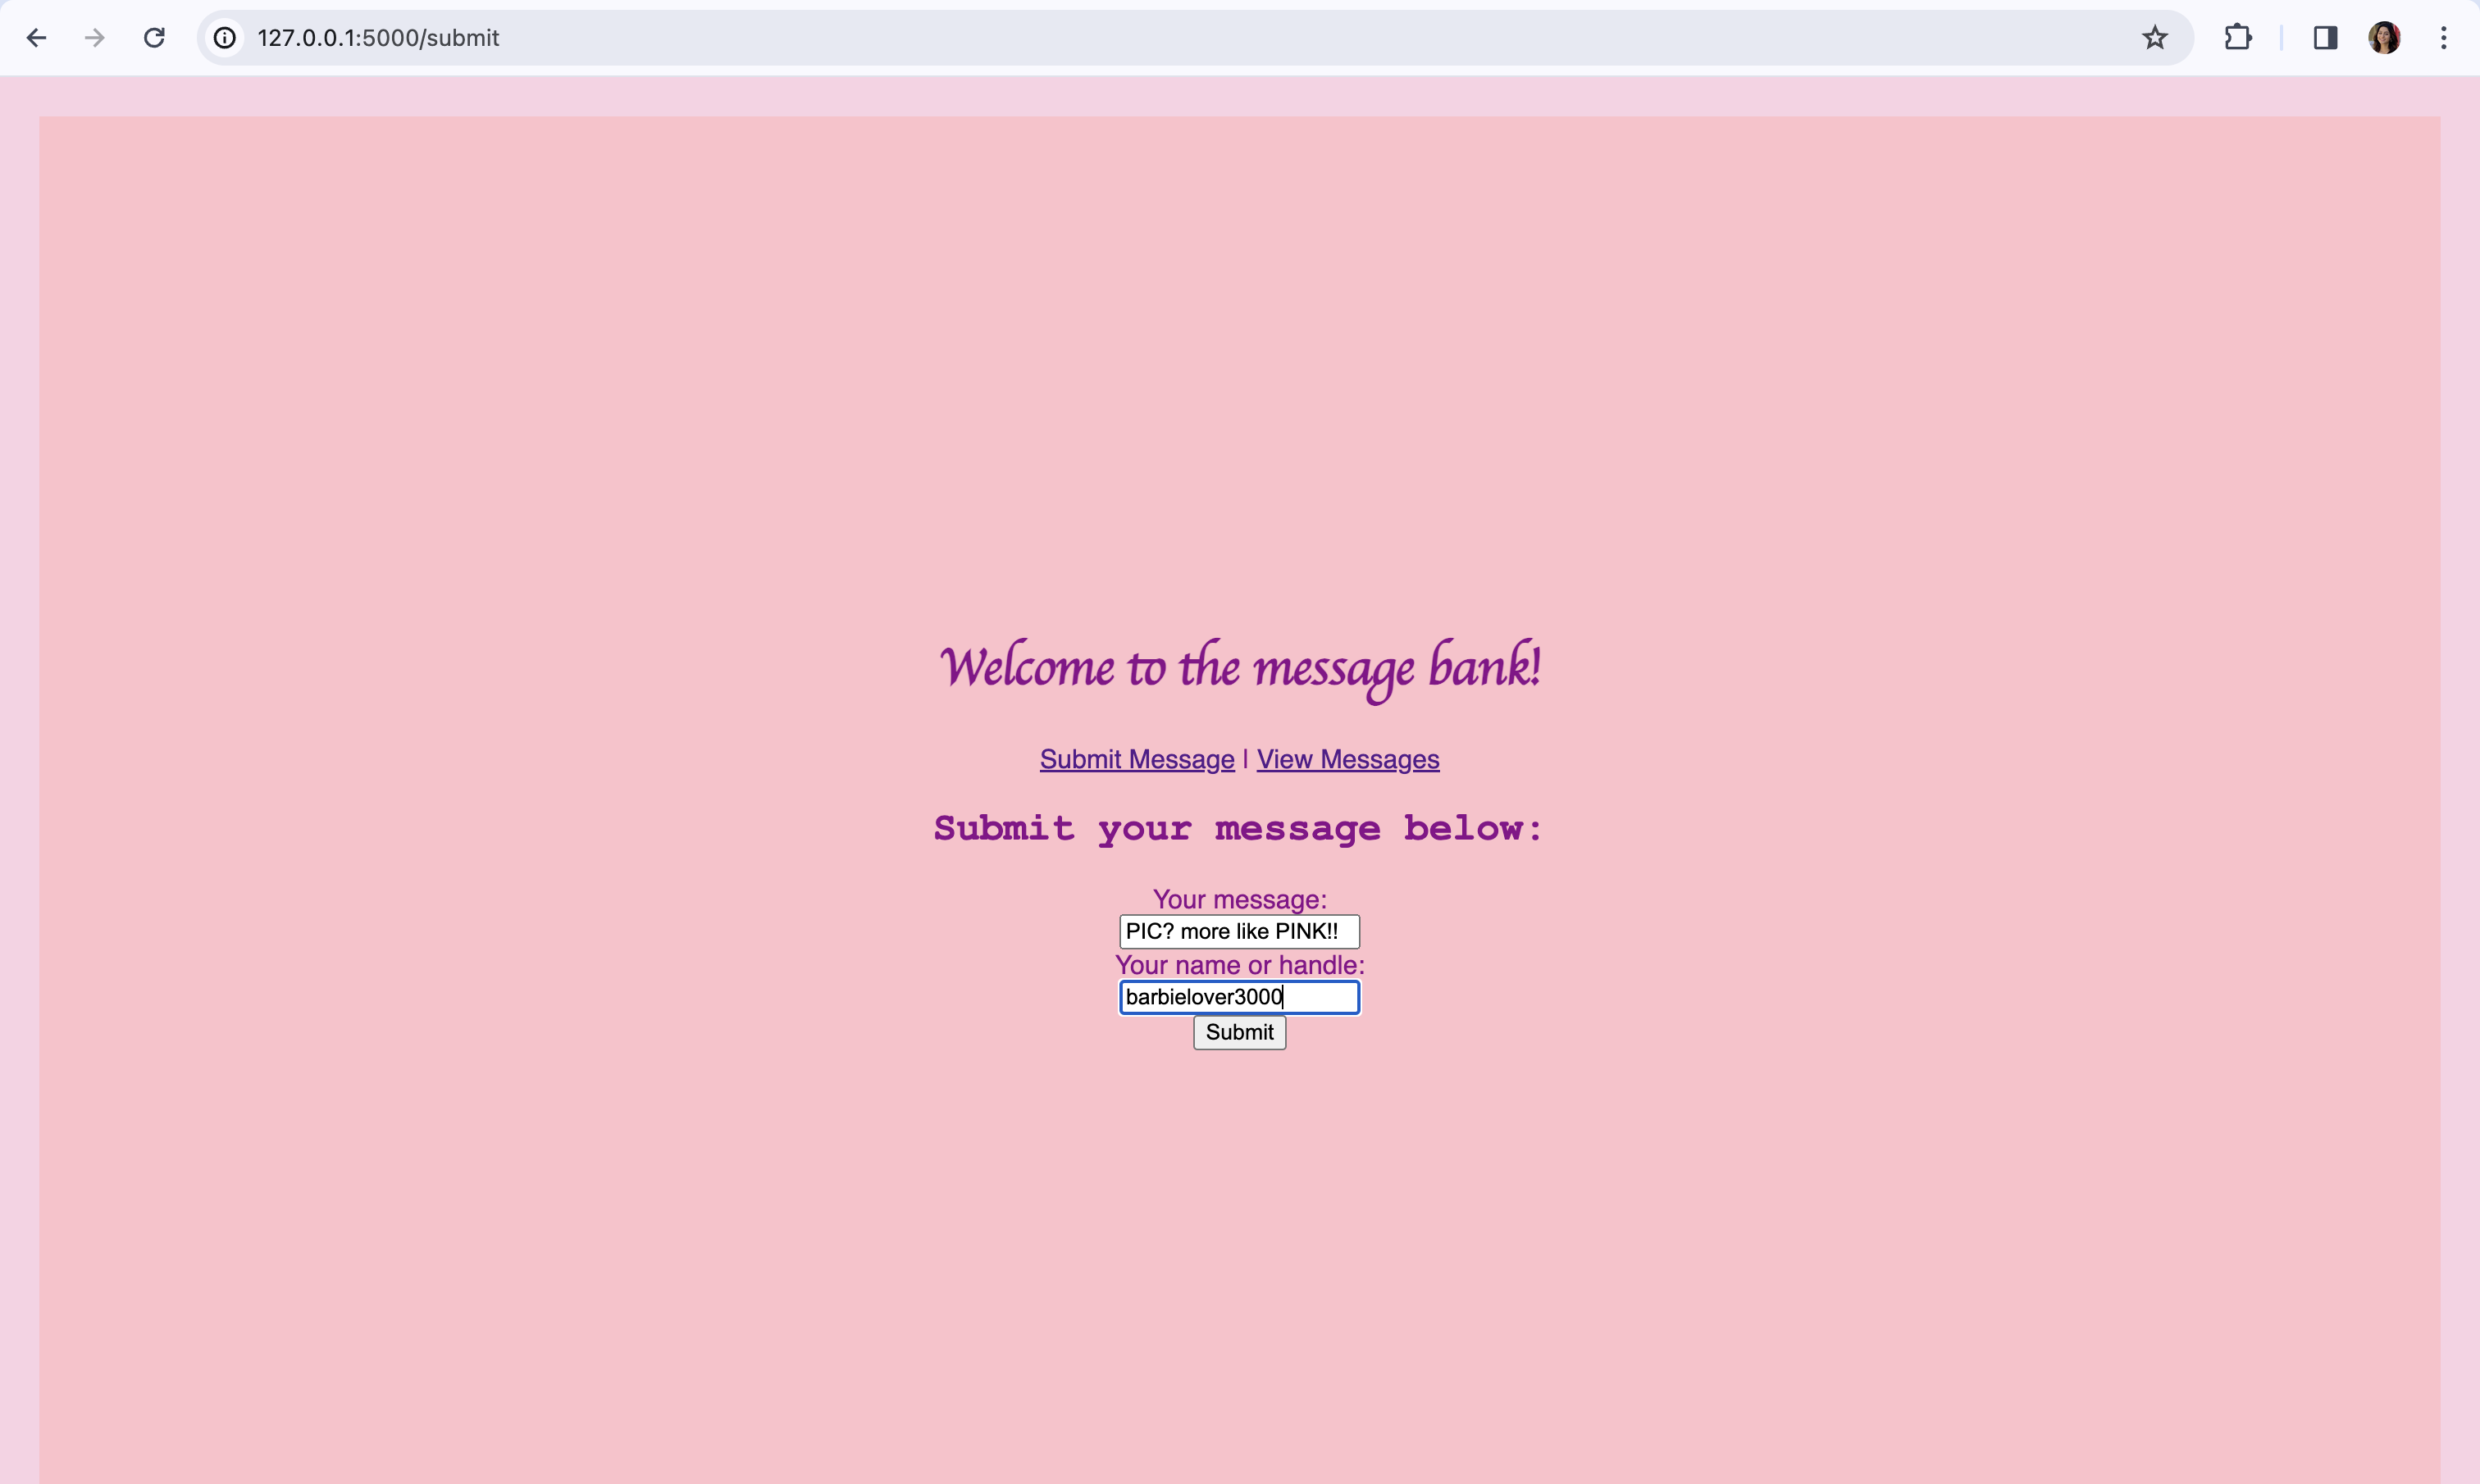 127.0.0.1:5000/submit
Welcome to the message bank!
Submit Message | View Messages
Submit your message below:
Your message:
PIC? more like PINK!!
Your name or handle:
barbielover3000
Submit